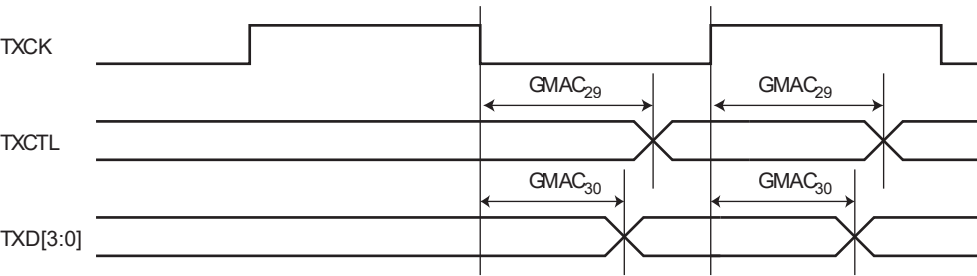 TXCK
GMAC29 GMAC29
TXCTL
GMAC30 GMAC30
TXD[3:0]